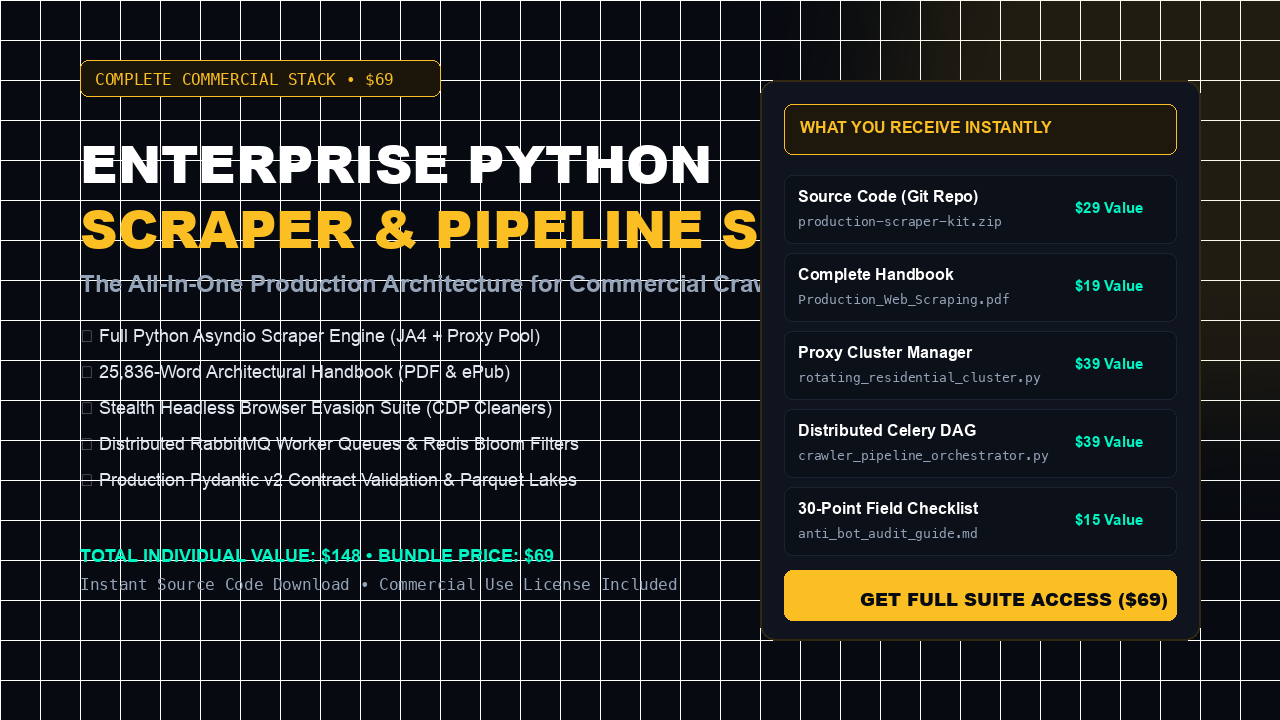 COMPLETE COMMERCIAL STACK • $69
ENTERPRISE PYTHON
SCRAPER & PIPELINE S
The All-In-One Production Architecture for Commercial
Full Python Asyncio Scraper Engine (JA4 + Proxy Pool)
25,836-Word Architectural Handbook (PDF & ePub)
Stealth Headless Browser Evasion Suite (CDP Cleaners)
Distributed RabbitMQ Worker Queues & Redis Bloom Filters
Production Pydantic v2 Contract Validation & Parquet Lakes
TOTAL INDIVIDUAL VALUE: $148 • BUNDLE PRICE: $69
Instant Source Code Download • Commercial Use License Included
WHAT YOU RECEIVE INSTANTLY
Source Code (Git Repo)
production-scraper-kit.zip
$29 Value
Complete Handbook
Production_Web_Scraping.pdf
$19 Value
Proxy Cluster Manager
rotating_residential_cluster.py
$39 Value
Distributed Celery DAG
crawler_pipeline_orchestrator.py
$39 Value
30-Point Field Checklist
anti_bot_audit_guide.md
$15 Value
GET FULL SUITE ACCESS ($69)